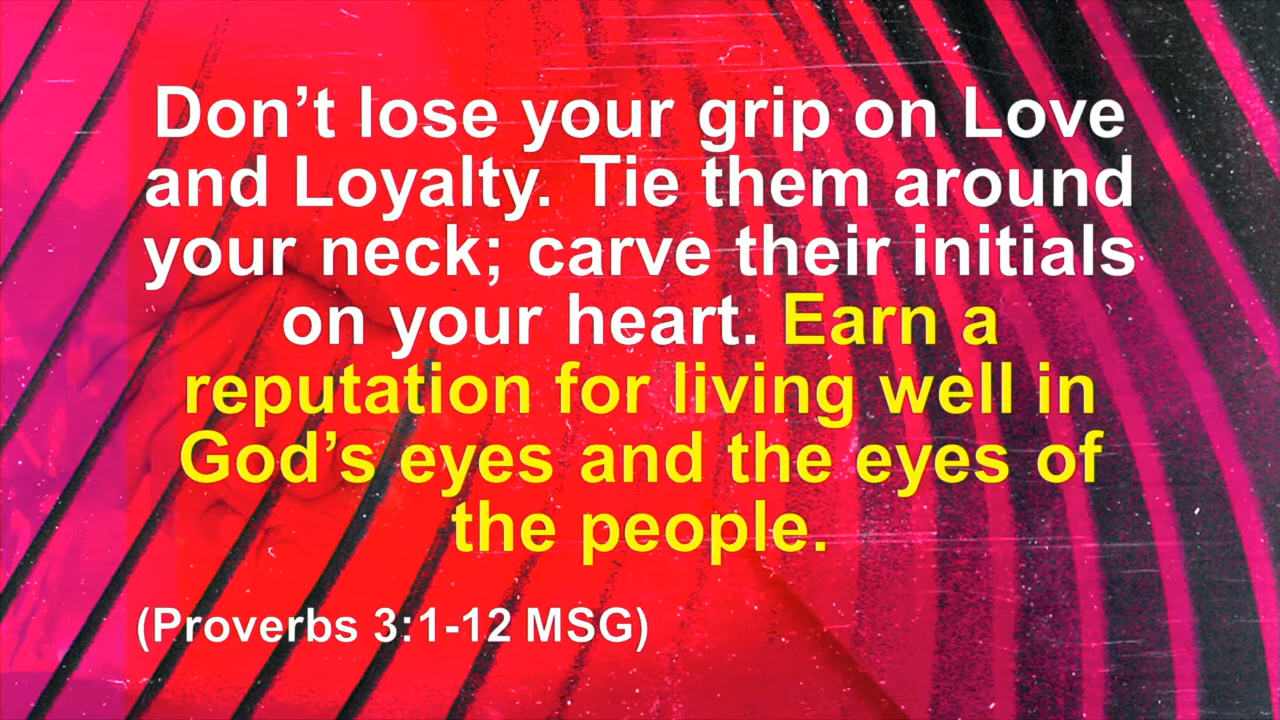 Don’t lose your grip on Love
and Loyalty. Tie them around
your neck; carve their initials
on your heart. Earn a
reputation for living well in
God’s eyes and the eyes of
the people.
(Proverbs 3:1-12 MSG)